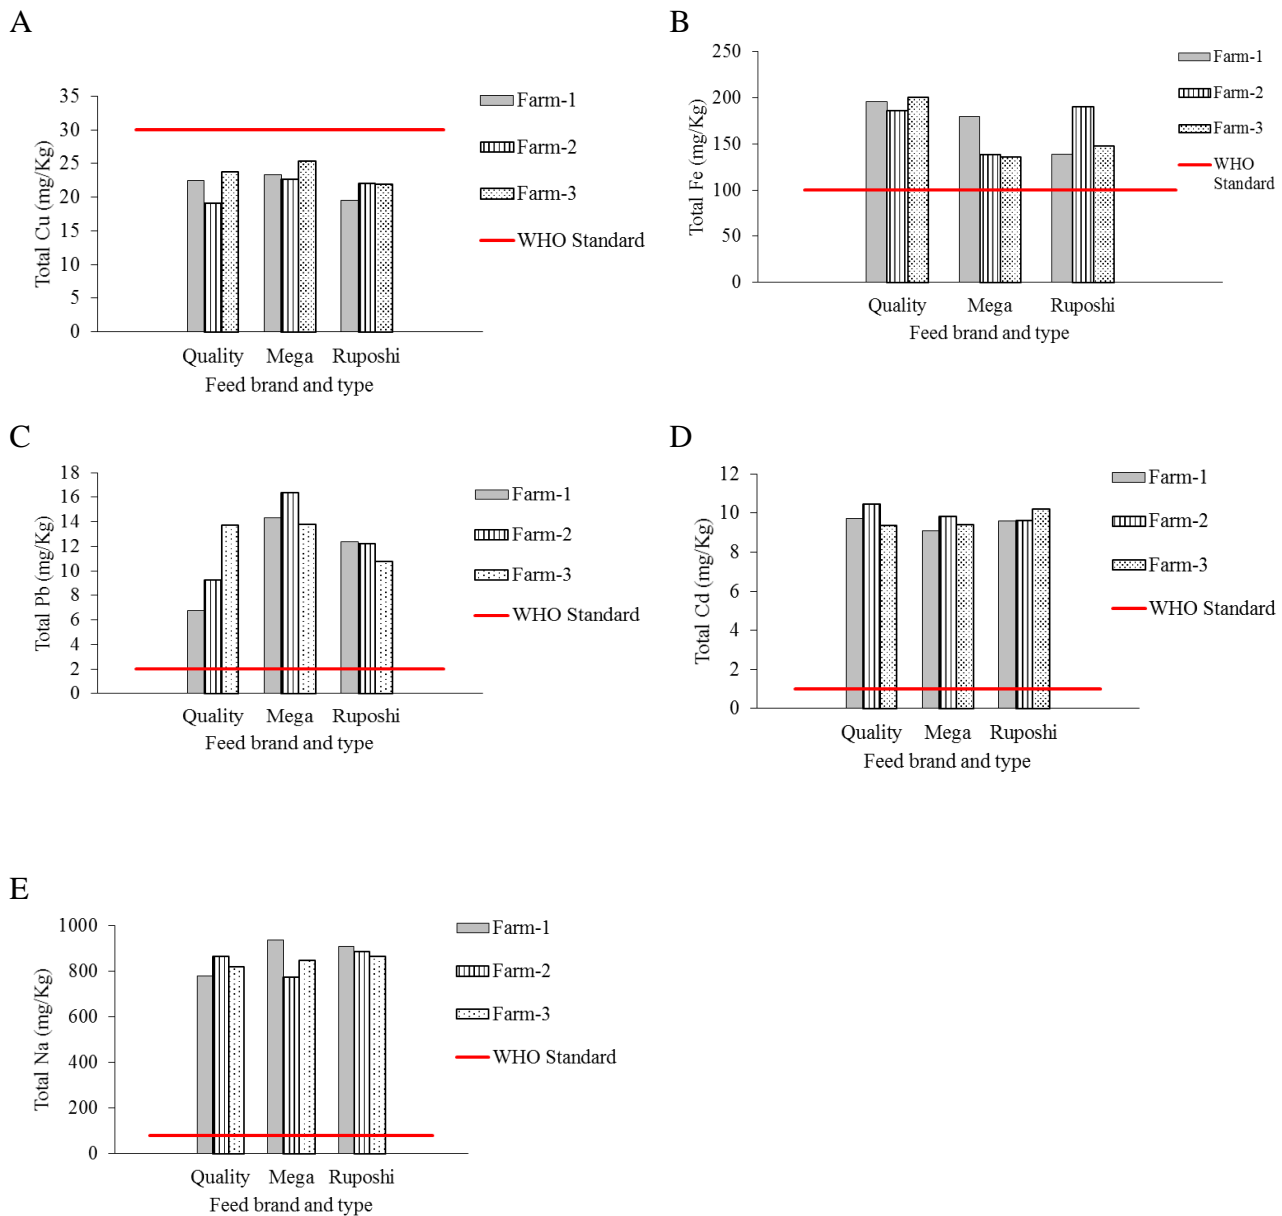 A
Total Cu (mg/Kg)
35
30
25
20
15
10
5
0
Quality Mega Ruposhi
Feed brand and type
Farm-1
Farm-2
Farm-3
WHO Standard
B
Total Fe (mg/Kg)
250
200
150
100
50
0
Quality Mega Ruposhi
Feed brand and type
Farm-1
Farm-2
Farm-3
WHO
Standard
C
Total Pb (mg/Kg)
18
16
14
12
10
8
6
4
2
0
Quality Mega Ruposhi
Feed brand and type
Farm-1
Farm-2
Farm-3
WHO Standard
D
Total Cd (mg/Kg)
12
10
8
6
4
2
0
Quality Mega Ruposhi
Feed brand and type
Farm-1
Farm-2
Farm-3
WHO Standard
E
Total Na (mg/Kg)
1000
800
600
400
200
0
Quality Mega Ruposhi
Feed brand and type
Farm-1
Farm-2
Farm-3
WHO Standard